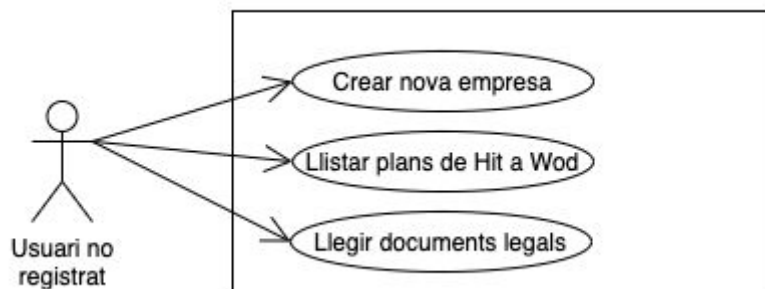 Crear nova empresa
Llistar plans de Hit a Wod
Llegir documents legals
Usuari no
registrat